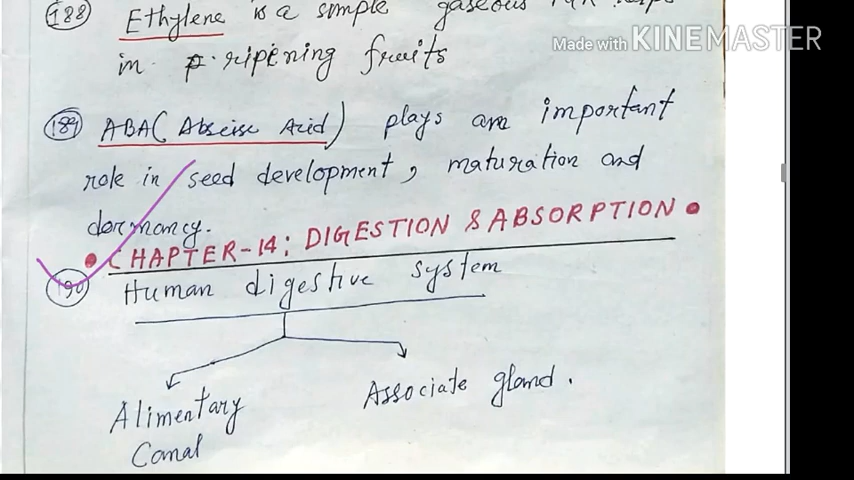 188 Ethylene is a simple gaseous
Made with KINEMASTER
in ripening fruits
189 ABA( Abscisic Acid) plays an important
role in seed development, maturation and
dormancy.
• CHAPTER-14: DIGESTION & ABSORPTION •
190 Human digestive system
Alimentary Associate gland.
Canal